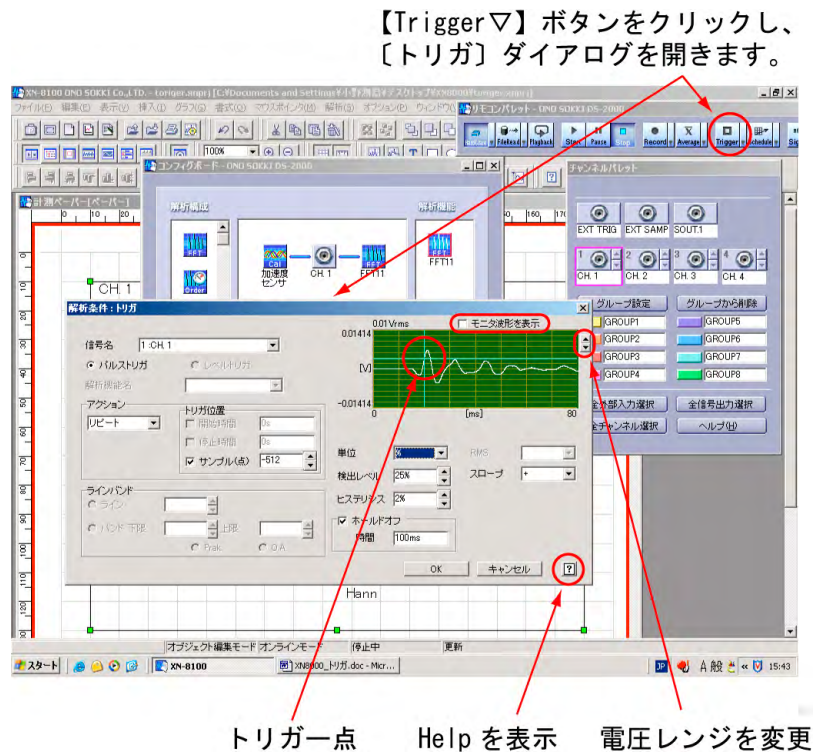 【Trigger▽】ボタンをクリックし、
〔トリガ〕ダイアログを開きます。
XN-8100 ONO SOKKI Co.,LTD.
ファイル(F) 編集(E) 表示(V) 挿入(I) グラフ(G) 書式(O) マウスポインタ(M) 解析(B) オプション(P)
リモコンパレット - ONO SOKKI DS-2000
Start Pause Stop Record Average Trigger Schedule
100%
コンフィグボード - ONO SOKKI DS-2000
チャンネルパレット
計測ペーパー[ペーパー]
解析構成
解析機能
FFT
Order
Cal
加速度センサ
CH. 1
FFT11
FFT11
EXT TRIG EXT SAMP SOUT.1
1 2 3 4
CH. 1 CH. 2 CH. 3 CH. 4
グループ設定 グループから削除
GROUP1 GROUP5
GROUP2 GROUP6
GROUP3 GROUP7
GROUP4 GROUP8
全外部入力選択 全信号出力選択
全チャンネル選択 ヘルプ(H)
CH. 1
解析条件：トリガ
信号名 1:CH. 1
パルストリガ レベルトリガ
解析機能名
アクション
リピート
トリガ位置
開始時間 0s
停止時間 0s
サンプル(点) -512
ラインバンド
ライン
バンド 下限 上限
Peak O.A
0.01Vrms
モニタ波形を表示
0.01414
[V]
-0.01414
0 [ms] 80
単位 % RMS
検出レベル 25% スロープ +
ヒステリシス 2%
ホールドオフ
時間 100ms
OK キャンセル ?
Hann
オブジェクト編集モード オンラインモード 停止中 更新
スタート XN-8100 XN8000_トリガ.doc - Micr... JP A 般 15:43
トリガー点 Help を表示 電圧レンジを変更